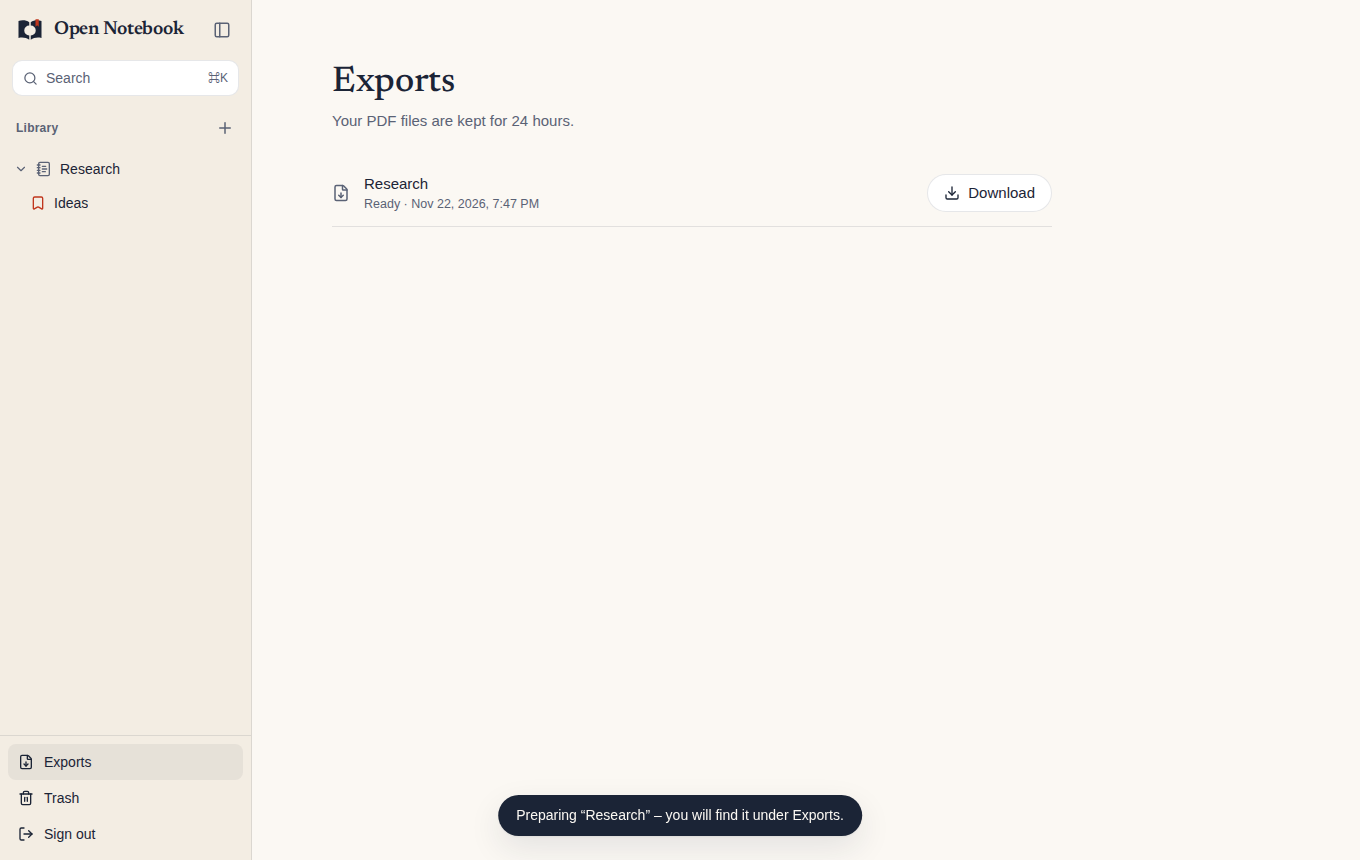 Open Notebook
Search ⌘K
Library
Research
Ideas
Exports
Trash
Sign out
Exports
Your PDF files are kept for 24 hours.
Research
Ready · Nov 22, 2026, 7:47 PM
Download
Preparing “Research” – you will find it under Exports.